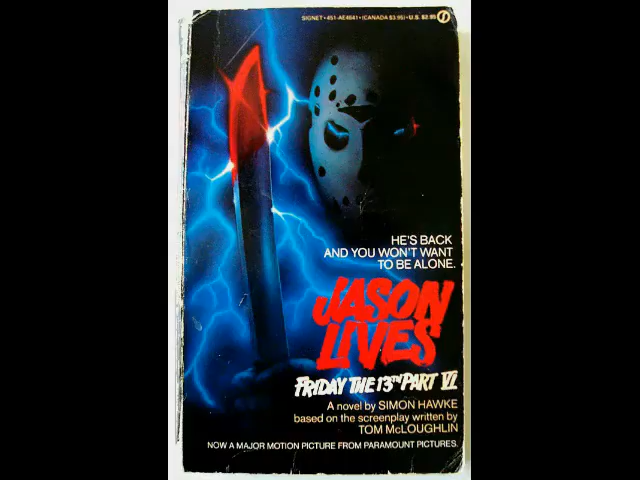 SIGNET • 451-AE4641 • (CANADA $3.95) • U.S. $2.95
HE'S BACK
AND YOU WON'T WANT
TO BE ALONE.
JASON
LIVES
FRIDAY THE 13TH PART VI
A novel by SIMON HAWKE
based on the screenplay written by
TOM McLOUGHLIN
NOW A MAJOR MOTION PICTURE FROM PARAMOUNT PICTURES.